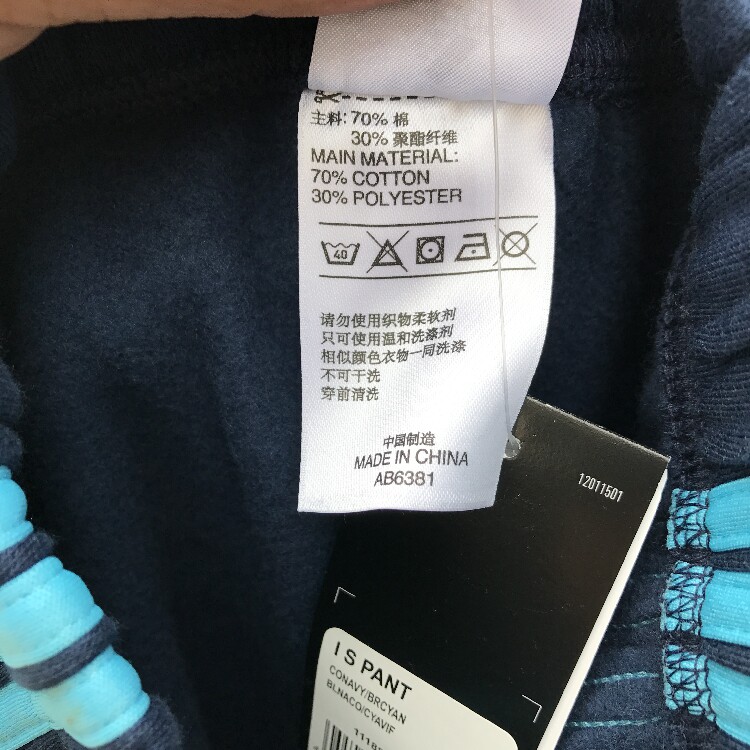 主料: 70% 棉
30% 聚酯纤维
MAIN MATERIAL:
70% COTTON
30% POLYESTER
40
请勿使用织物柔软剂
只可使用温和洗涤剂
相似颜色衣物一同洗涤
不可干洗
穿前清洗
中国制造
MADE IN CHINA
AB6381
12011501
I S PANT
CONAVY/BRCYAN
BLNACO/CYAVIF